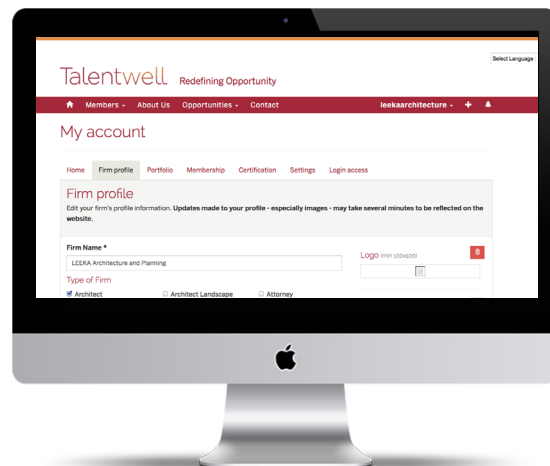 Select Language
Talentwell Redefining Opportunity
Members About Us Opportunities Contact leekaarchitecture +
My account
Home Firm profile Portfolio Membership Certification Settings Login access
Firm profile
Edit your firm's profile information. Updates made to your profile - especially images - may take several minutes to be reflected on the
website.
Firm Name *
Logo (min 100x100)
LEEKA Architecture and Planning
Type of Firm
Architect Architect Landscape Attorney